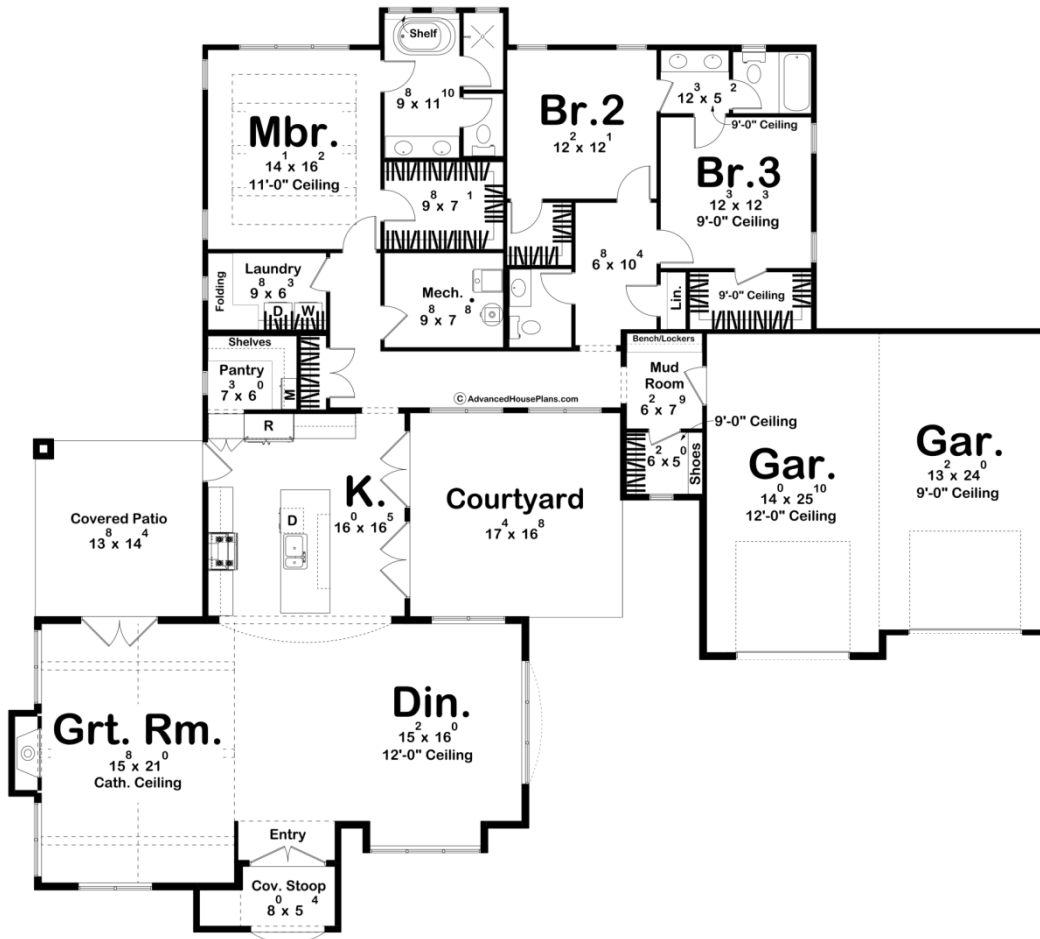 Shelf
9⁸ x 11¹⁰
Mbr.
14¹ x 16²
11'-0" Ceiling
Br.2
12² x 12¹
12³ x 5²
9'-0" Ceiling
Br.3
12³ x 12³
9'-0" Ceiling
9⁸ x 7¹
6⁸ x 10⁴
Folding
Laundry
9⁸ x 6³
D
W
Mech.
9⁸ x 7⁸
Lin.
9'-0" Ceiling
Shelves
Pantry
7³ x 6⁰
M
Bench/Lockers
Mud
Room
6² x 7⁹
© AdvancedHousePlans.com
9'-0" Ceiling
6² x 5⁰
Shoes
R
K.
16⁰ x 16⁵
D
Courtyard
17⁴ x 16⁸
Gar.
14⁰ x 25¹⁰
12'-0" Ceiling
Gar.
13² x 24⁰
9'-0" Ceiling
Covered Patio
13⁸ x 14⁴
Grt. Rm.
15⁸ x 21⁰
Cath. Ceiling
Din.
15² x 16⁰
12'-0" Ceiling
Entry
Cov. Stoop
8⁰ x 5⁴